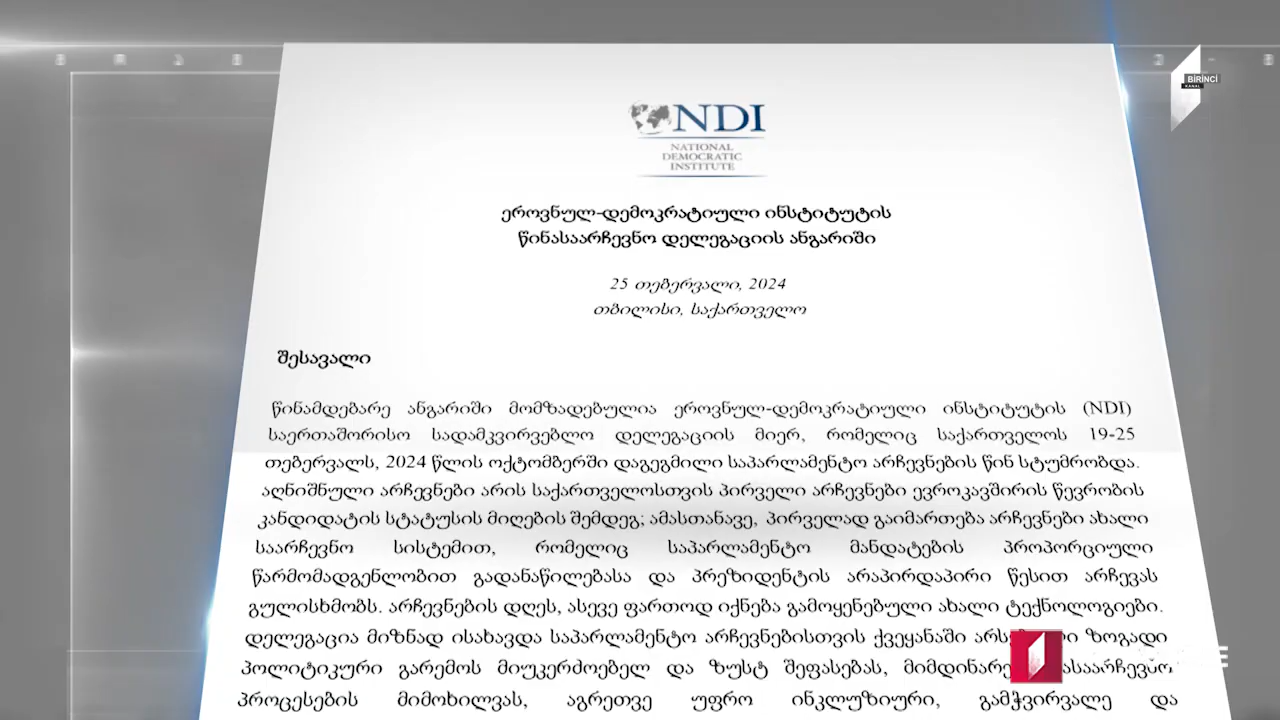 BİRİNCİ
KANAL
NDI
NATIONAL
DEMOCRATIC
INSTITUTE
ეროვნულ-დემოკრატიული ინსტიტუტის
წინასაარჩევნო დელეგაციის ანგარიში
25 თებერვალი, 2024
თბილისი, საქართველო
შესავალი
წინამდებარე ანგარიში მომზადებულია ეროვნულ-დემოკრატიული ინსტიტუტის (NDI)
საერთაშორისო სადამკვირვებლო დელეგაციის მიერ, რომელიც საქართველოს 19-25
თებერვალს, 2024 წლის ოქტომბერში დაგეგმილი საპარლამენტო არჩევნების წინ სტუმრობდა.
აღნიშნული არჩევნები არის საქართველოსთვის პირველი არჩევნები ევროკავშირის წევრობის
კანდიდატის სტატუსის მიღების შემდეგ; ამასთანავე, პირველად გაიმართება არჩევნები ახალი
საარჩევნო სისტემით, რომელიც საპარლამენტო მანდატების პროპორციული
წარმომადგენლობით გადანაწილებასა და პრეზიდენტის არაპირდაპირი წესით არჩევას
გულისხმობს. არჩევნების დღეს, ასევე ფართოდ იქნება გამოყენებული ახალი ტექნოლოგიები.
დელეგაცია მიზნად ისახავდა საპარლამენტო არჩევნებისთვის ქვეყანაში ზოგადი
პოლიტიკური გარემოს მიუკერძოებელ და ზუსტ შეფასებას,
პროცესების მიმოხილვას, აგრეთვე უფრო ინკლუზიური, გამჭვირვალე და